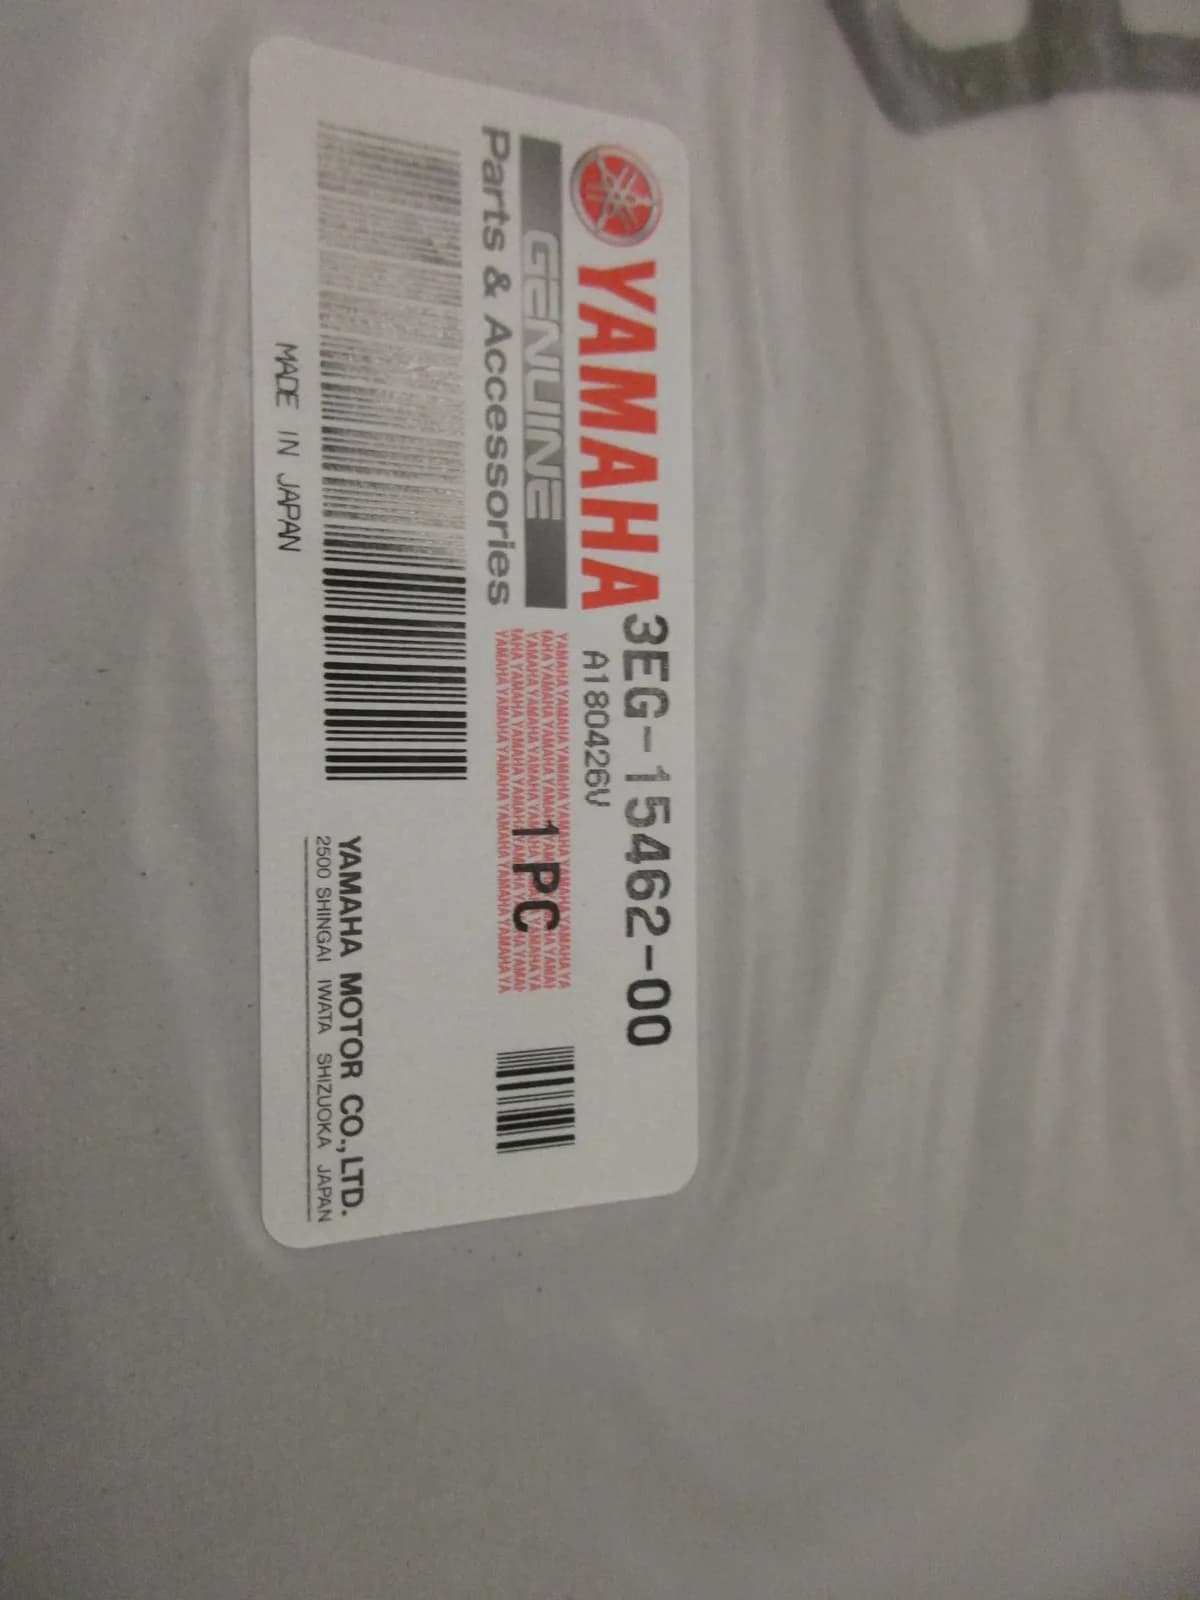 YAMAHA
GENUINE
Parts & Accessories
3EG-15462-00
A180426V
YAMAHAYAMAHAYAMAHAYAMAHAYAMAHAYAMAHAYAMAHAYA
1PC
MADE IN JAPAN
YAMAHA MOTOR CO., LTD.
2500 SHINGAI IWATA SHIZUOKA JAPAN